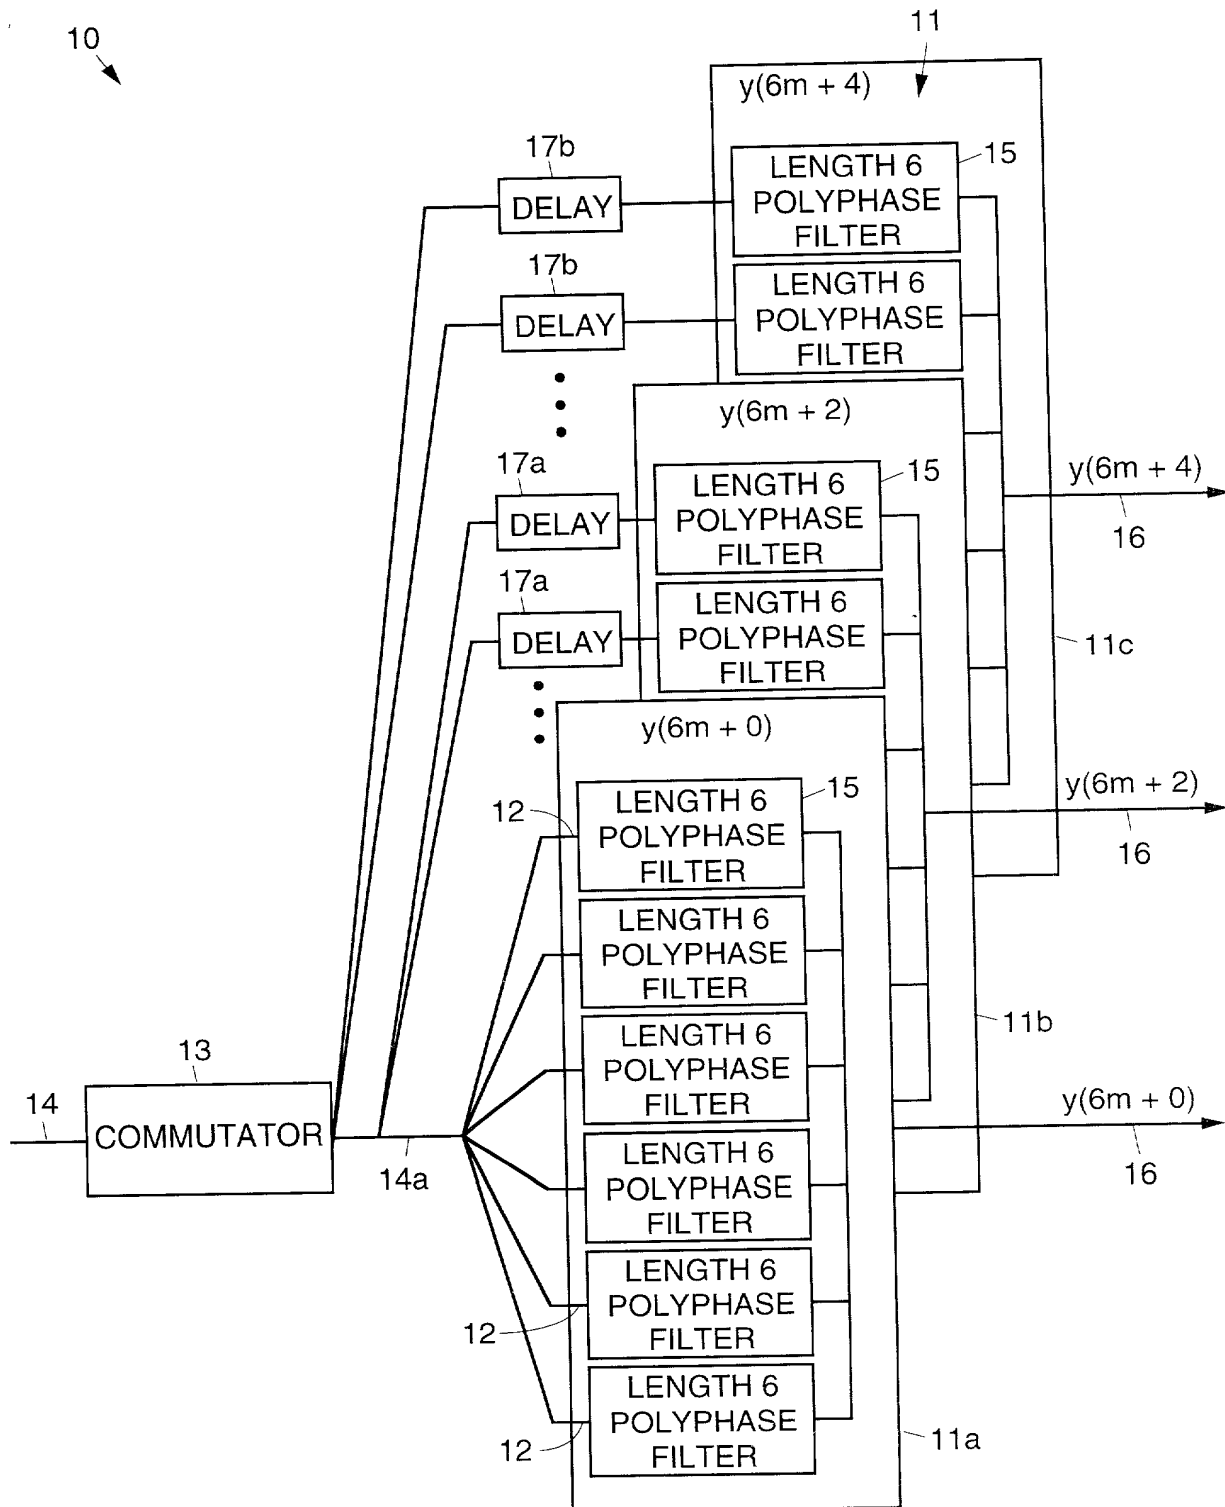 10
11
y(6m + 4)
17b
DELAY
LENGTH 6
POLYPHASE
FILTER
15
17b
DELAY
LENGTH 6
POLYPHASE
FILTER
y(6m + 2)
17a
DELAY
LENGTH 6
POLYPHASE
FILTER
15
y(6m + 4)
16
17a
DELAY
LENGTH 6
POLYPHASE
FILTER
11c
y(6m + 0)
12
LENGTH 6
POLYPHASE
FILTER
15
y(6m + 2)
16
LENGTH 6
POLYPHASE
FILTER
LENGTH 6
POLYPHASE
FILTER
11b
13
14
COMMUTATOR
14a
LENGTH 6
POLYPHASE
FILTER
y(6m + 0)
16
12
LENGTH 6
POLYPHASE
FILTER
12
LENGTH 6
POLYPHASE
FILTER
11a